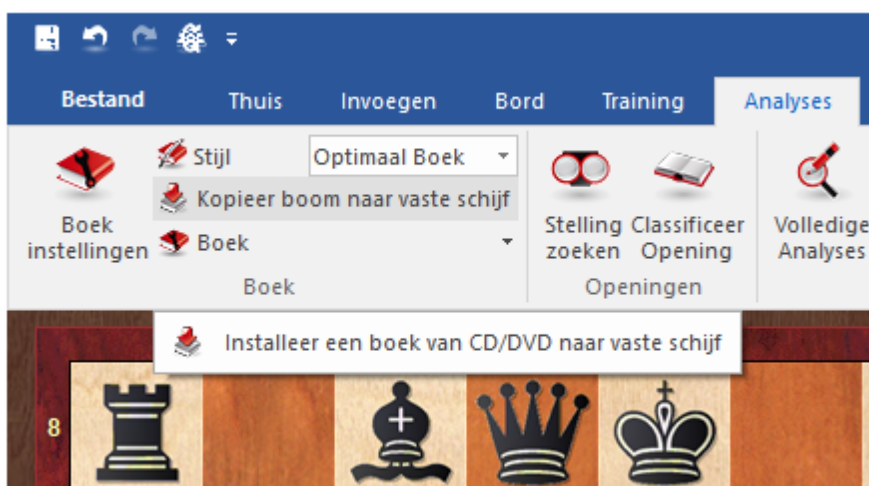 Bestand Thuis Invoegen Bord Training Analyses
Stijl Optimaal Boek
Kopieer boom naar vaste schijf
Boek
Boek
instellingen
Stelling
zoeken
Classificeer
Opening
Volledige
Analyses
Boek
Openingen
Installeer een boek van CD/DVD naar vaste schijf
8